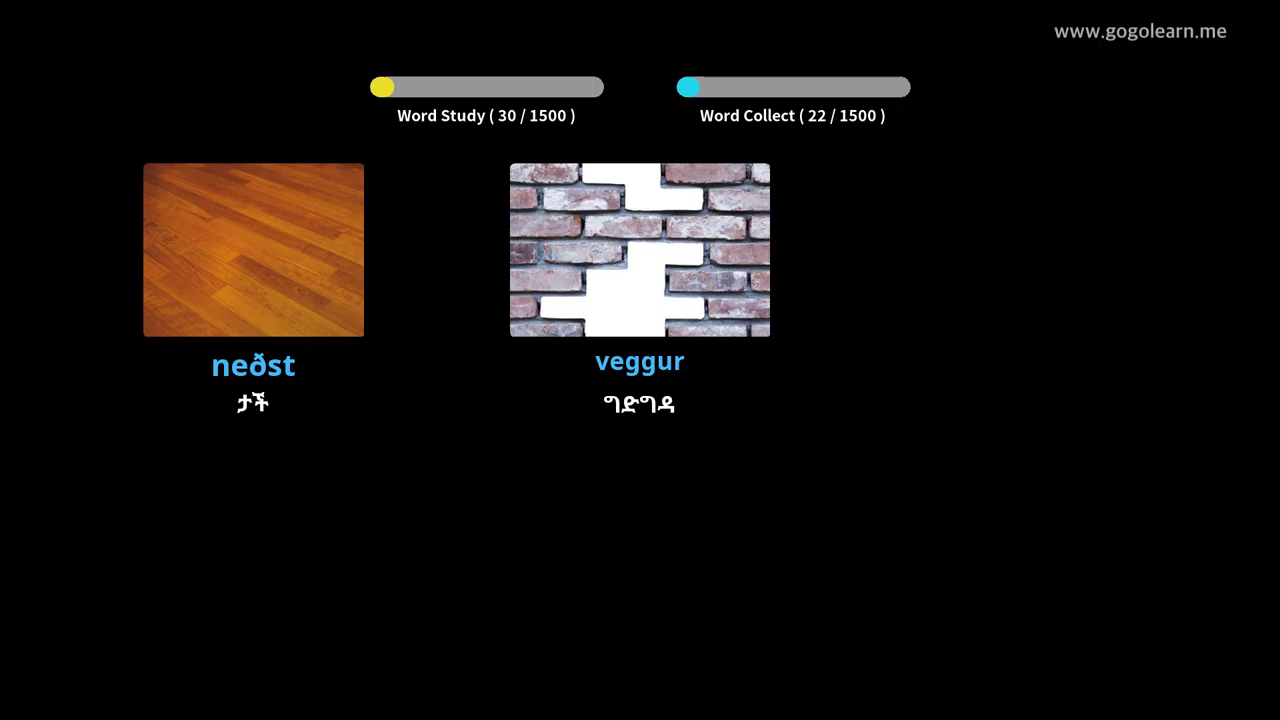 www.gogolearn.me
Word Study ( 30 / 1500 )
Word Collect ( 22 / 1500 )
neðst
ታች
veggur
ግድግዳ